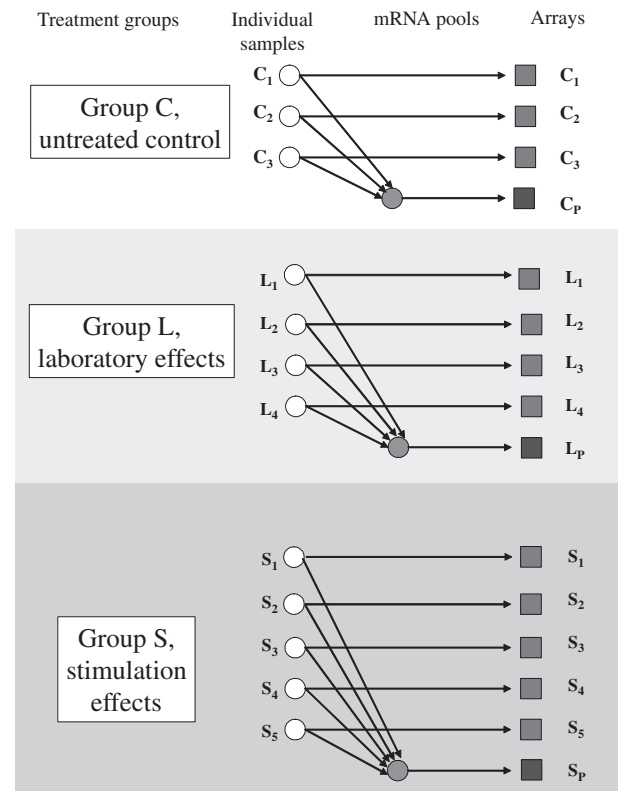 Treatment groups
Individual samples
mRNA pools
Arrays
Group C,
untreated control
C1
C1
C2
C2
C3
C3
CP
Group L,
laboratory effects
L1
L1
L2
L2
L3
L3
L4
L4
LP
Group S,
stimulation
effects
S1
S1
S2
S2
S3
S3
S4
S4
S5
S5
SP